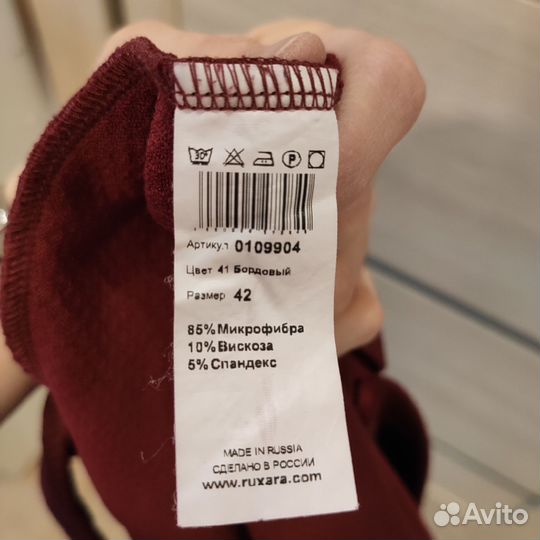 30°
P
Артикул 0109904
Цвет 41 Бордовый
Размер 42
85% Микрофибра
10% Вискоза
5% Спандекс
MADE IN RUSSIA
СДЕЛАНО В РОССИИ
www.ruxara.com
Avito